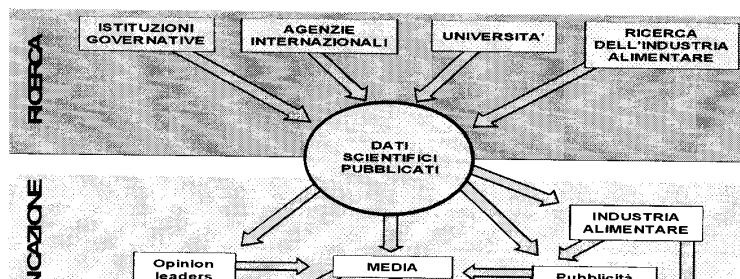 ISTITUZIONI
GOVERNATIVE
AGENZIE
INTERNAZIONALI
UNIVERSITA'
RICERCA
DELL'INDUSTRIA
ALIMENTARE
RICERCA
DATI
SCIENTIFICI
PUBBLICATI
INDUSTRIA
ALIMENTARE
Opinion
leaders
MEDIA
Pubblicità